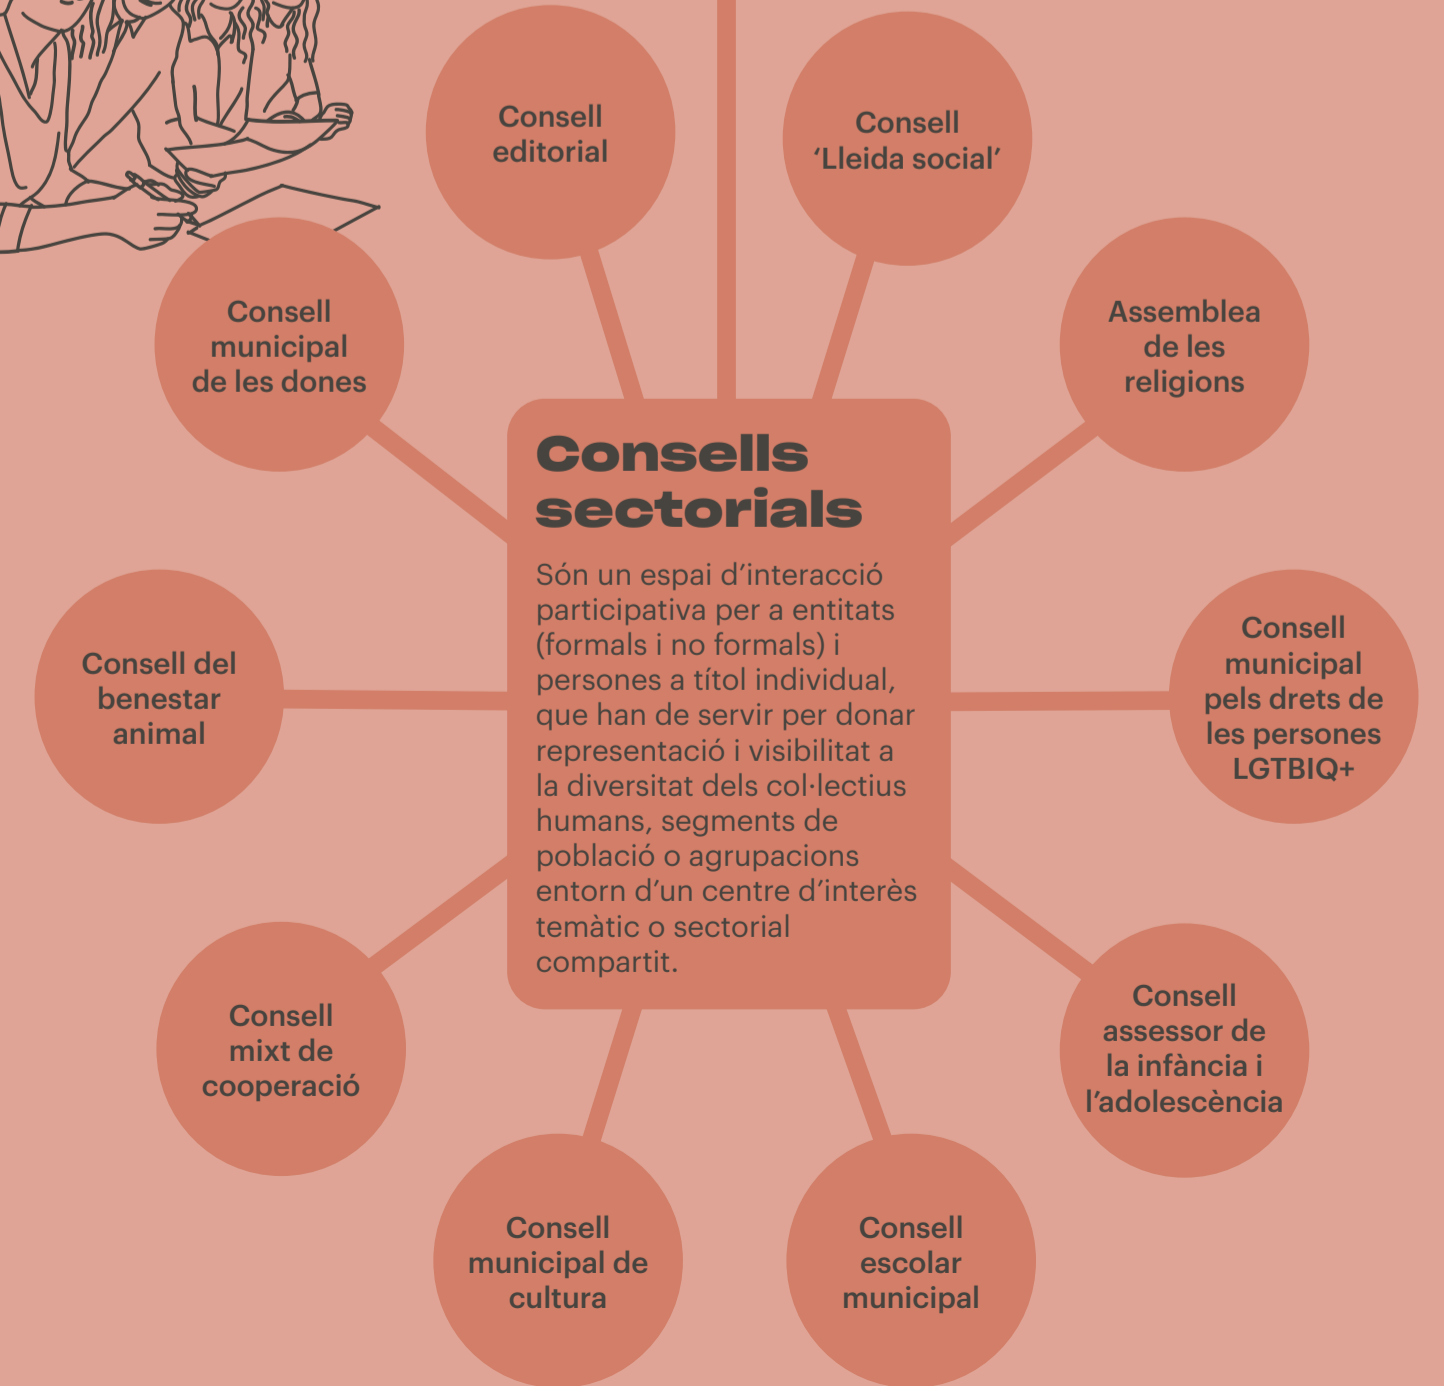 Consell
editorial
Consell
‘Lleida social’
Consell
municipal
de les dones
Assemblea
de les
religions
Consells
sectorials
Són un espai d’interacció
participativa per a entitats
(formals i no formals) i
persones a títol individual,
que han de servir per donar
representació i visibilitat a
la diversitat dels col·lectius
humans, segments de
població o agrupacions
entorn d’un centre d’interès
temàtic o sectorial
compartit.
Consell del
benestar
animal
Consell
municipal
pels drets de
les persones
LGTBIQ+
Consell
mixt de
cooperació
Consell
assessor de
la infància i
l’adolescència
Consell
municipal de
cultura
Consell
escolar
municipal